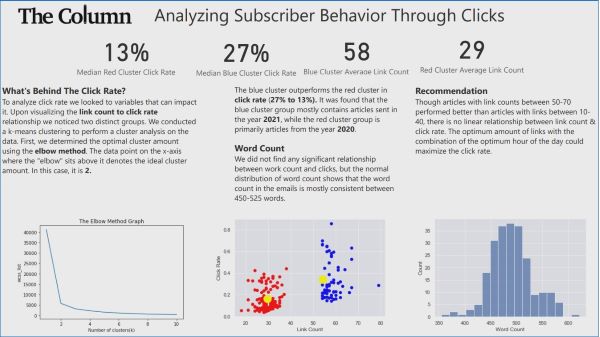 The Column
Analyzing Subscriber Behavior Through Clicks
13%
Median Red Cluster Click Rate
27%
Median Blue Cluster Click Rate
58
Blue Cluster Average Link Count
29
Red Cluster Average Link Count
What's Behind The Click Rate?
To analyze click rate we looked to variables that can impact
it. Upon visualizing the link count to click rate
relationship we noticed two distinct groups. We conducted
a k-means clustering to perform a cluster analysis on the
data. First, we determined the optimal cluster amount
using the elbow method. The data point on the x-axis
where the "elbow" sits above it denotes the ideal cluster
amount. In this case, it is 2.
The blue cluster outperforms the red cluster in
click rate (27% to 13%). It was found that the
blue cluster group mostly contains articles sent in
the year 2021, while the red cluster group is
primarily articles from the year 2020.
Word Count
We did not find any significant relationship
between work count and clicks, but the normal
distribution of word count shows that the word
count in the emails is mostly consistent between
450-525 words.
Recommendation
Though articles with link counts between 50-70
performed better than articles with links between 10-
40, there is no linear relationship between link count &
click rate. The optimum amount of links with the
combination of the optimum hour of the day could
maximize the click rate.
The Elbow Method Graph
40000
35000
30000
25000
20000
15000
10000
5000
0
2
4
6
8
10
Number of clusters(k)
Click Rate
0.8
0.6
0.4
0.2
0.0
20
30
40
50
60
70
80
Link Count
Count
35
30
25
20
15
10
5
0
350
400
450
500
550
600
Word Count